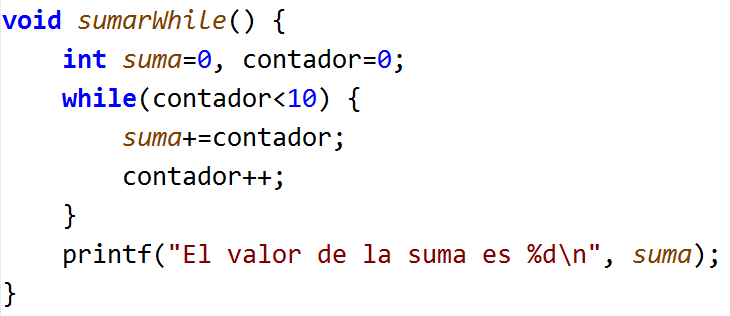 void sumarWhile() {
    int suma=0, contador=0;
    while(contador<10) {
        suma+=contador;
        contador++;
    }
    printf("El valor de la suma es %d\n", suma);
}